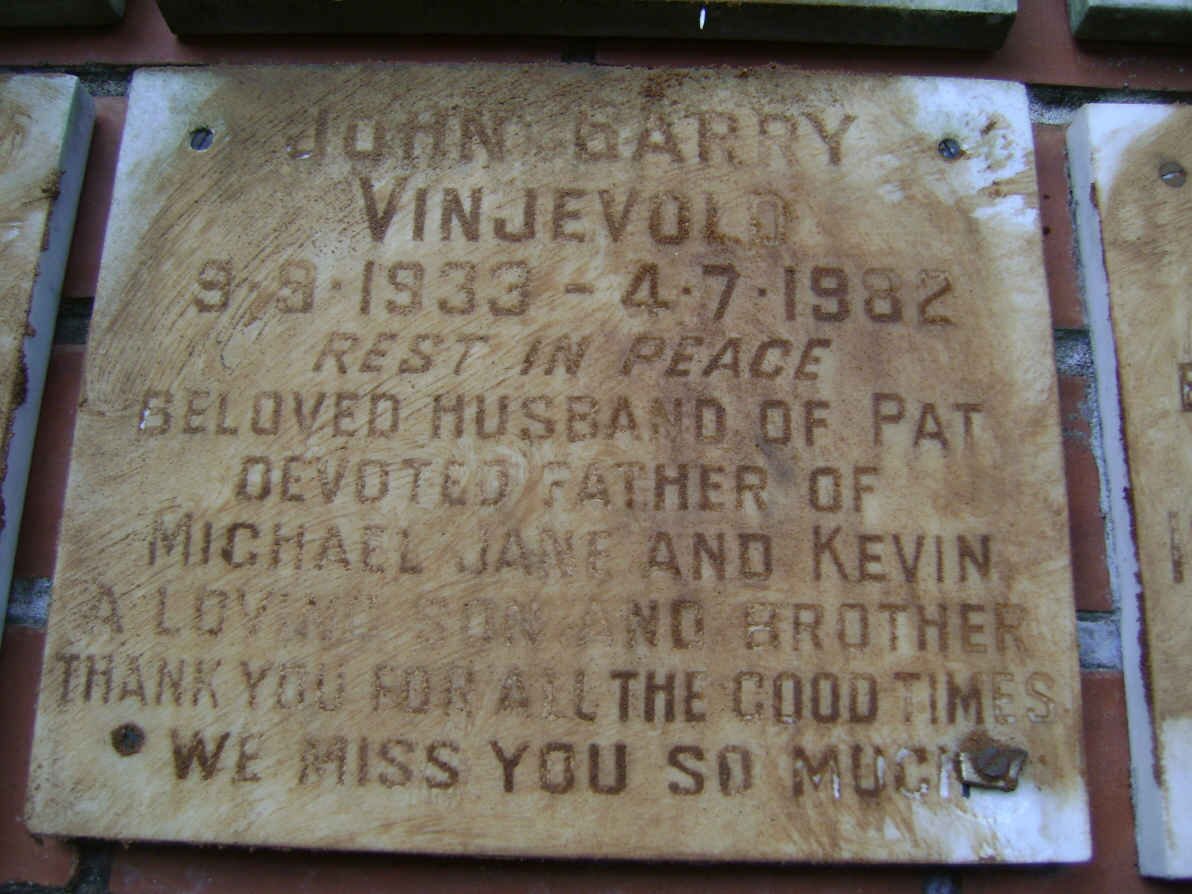 JOHN GARRY
VINJEVOLD
9·9·1933 - 4·7·1982
REST IN PEACE
BELOVED HUSBAND OF PAT
DEVOTED FATHER OF
MICHAEL JANE AND KEVIN
A LOVING SON AND BROTHER
THANK YOU FOR ALL THE GOOD TIMES
WE MISS YOU SO MUCH